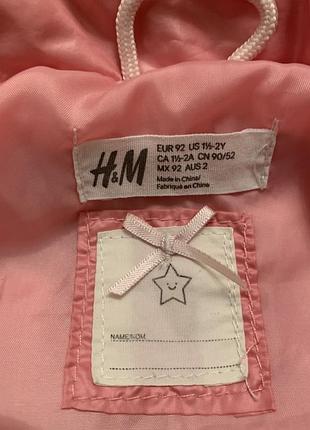 H&M
EUR 92 US 1½-2Y
CA 1½-2A CN 90/52
MX 92 AUS 2
Made in China/
Fabriqué en Chine
NAME/NOM